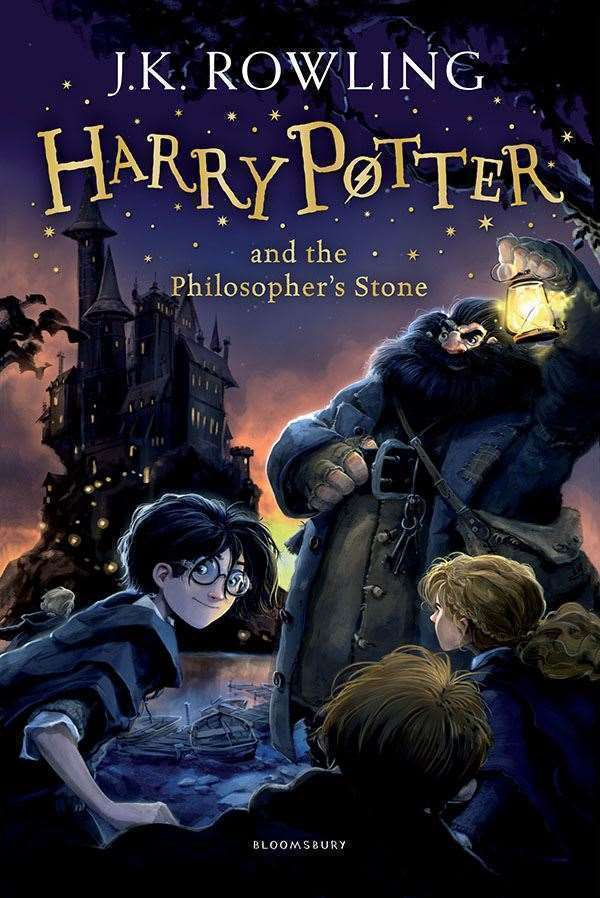 J.K. ROWLING
HARRY POTTER
and the
Philosopher's Stone
BLOOMSBURY